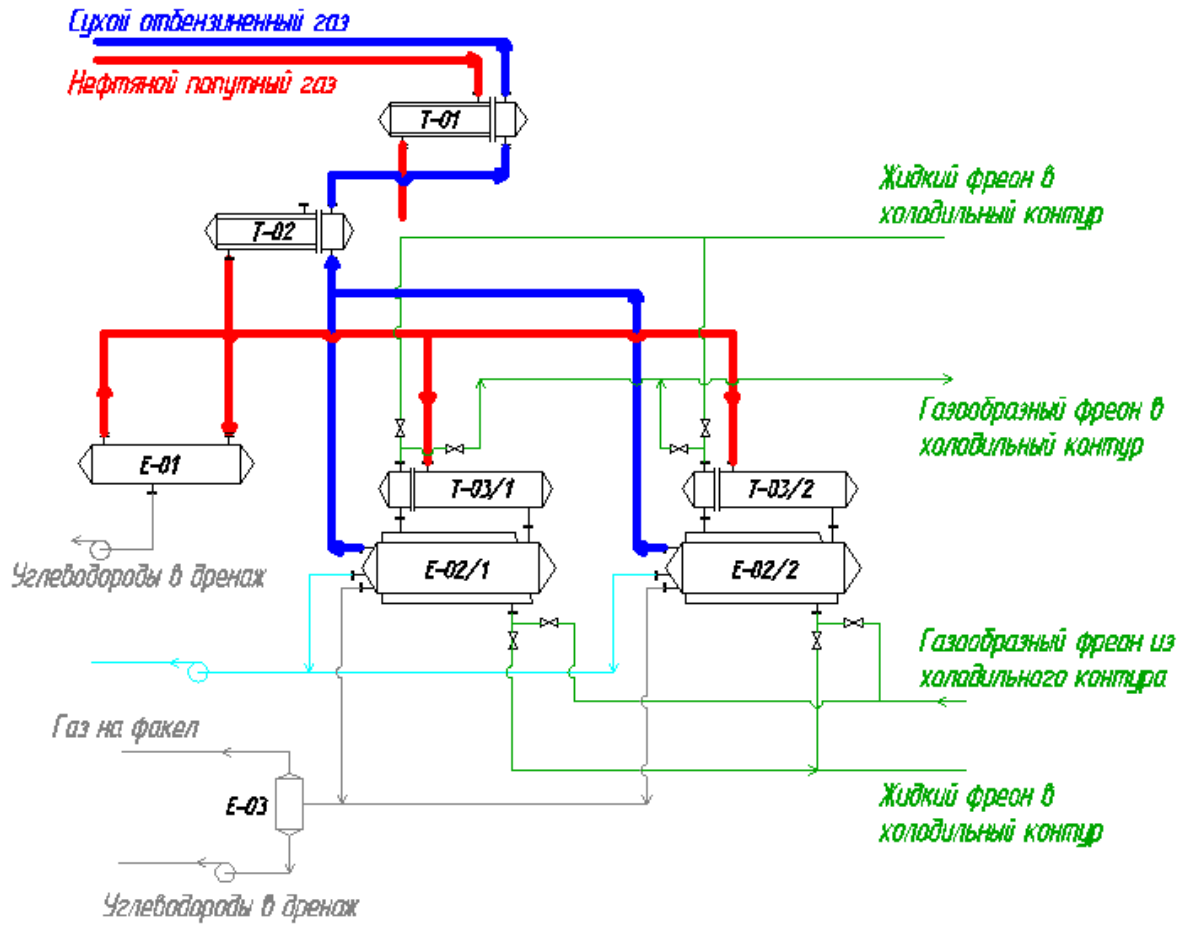 Сухой отбензиненный газ
Нефтяной попутный газ
Т-01
Жидкий фреон в
холодильный контур
Т-02
Газообразный фреон в
холодильный контур
Е-01
Т-03/1
Т-03/2
Е-02/1
Е-02/2
Углеводороды в дренаж
Газообразный фреон из
холодильного контура
Газ на факел
Е-03
Жидкий фреон в
холодильный контур
Углеводороды в дренаж